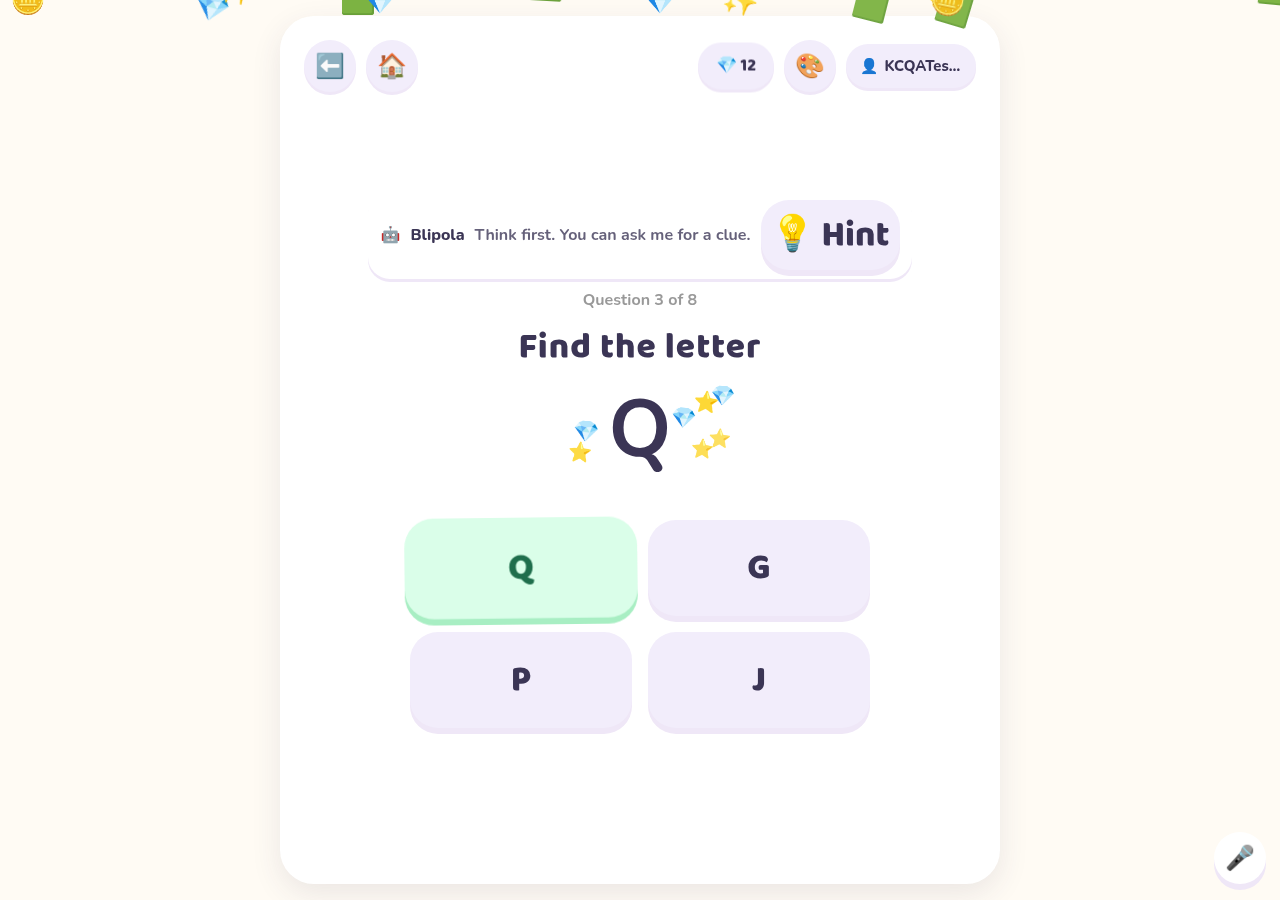 12
KCQATes...
Blipola Think first. You can ask me for a clue. Hint
Question 3 of 8
Find the letter
Q
Q G
P J